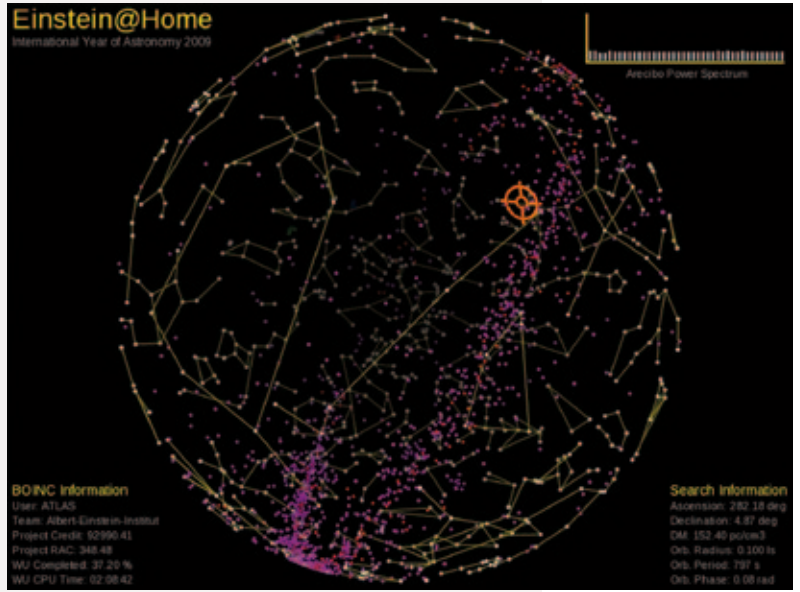 Einstein@Home
International Year of Astronomy 2009
Arecibo Power Spectrum
BOINC Information
User: ATLAS
Team: Albert-Einstein-Institut
Project Credit: 92990.41
Project RAC: 348.48
WU Completed: 37.20 %
WU CPU Time: 02:08:42
Search Information
Ascension: 282.18 deg
Declination: 4.87 deg
DM: 152.40 pc/cm3
Orb. Radius: 0.100 ls
Orb. Period: 797 s
Orb. Phase: 0.08 rad